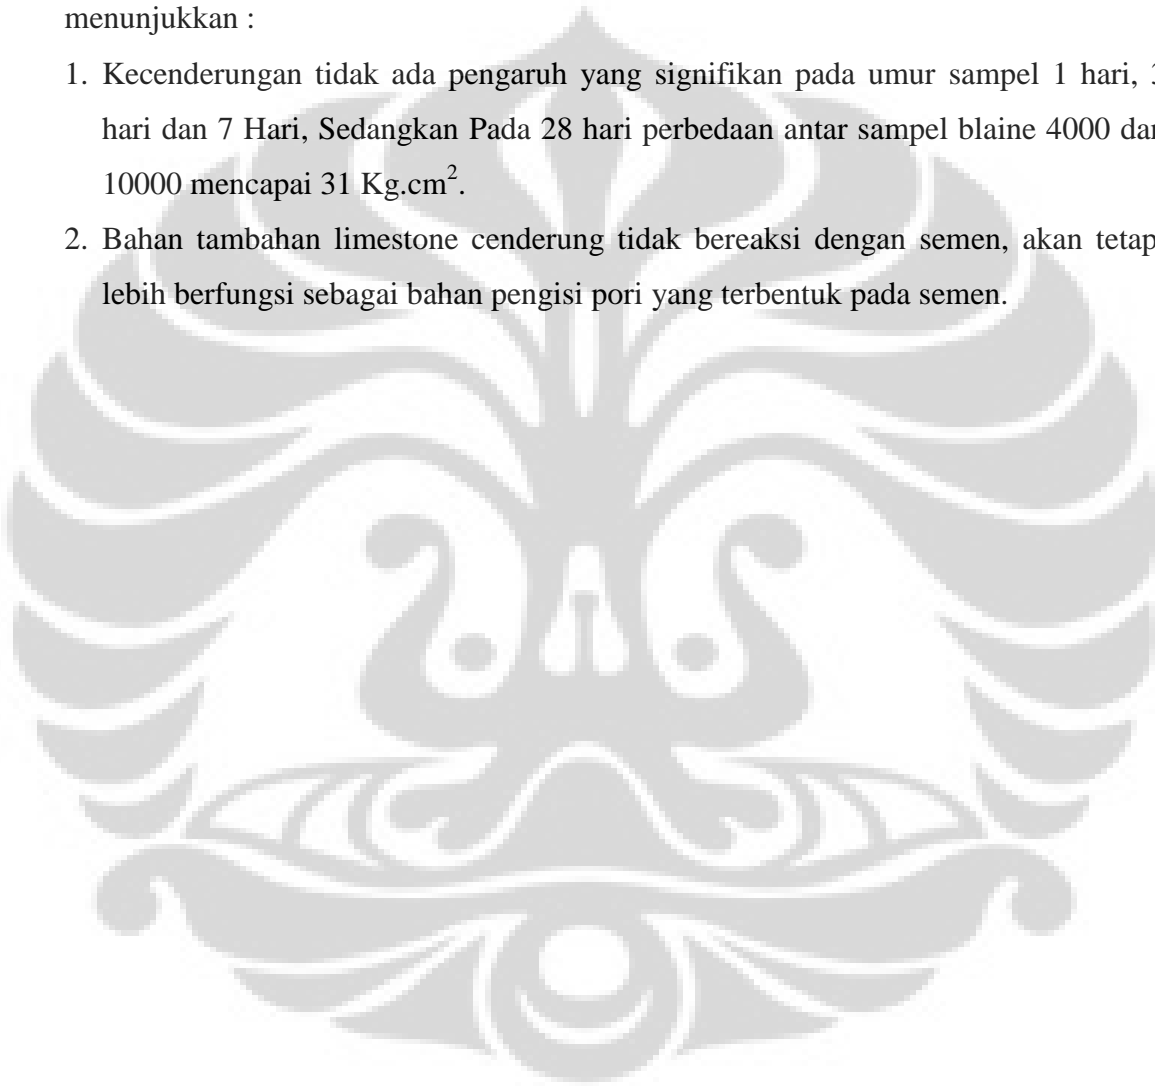 menunjukkan :
1. Kecenderungan tidak ada pengaruh yang signifikan pada umur sampel 1 hari, 3
hari dan 7 Hari, Sedangkan Pada 28 hari perbedaan antar sampel blaine 4000 dan
10000 mencapai 31 Kg.cm².
2. Bahan tambahan limestone cenderung tidak bereaksi dengan semen, akan tetap
lebih berfungsi sebagai bahan pengisi pori yang terbentuk pada semen.